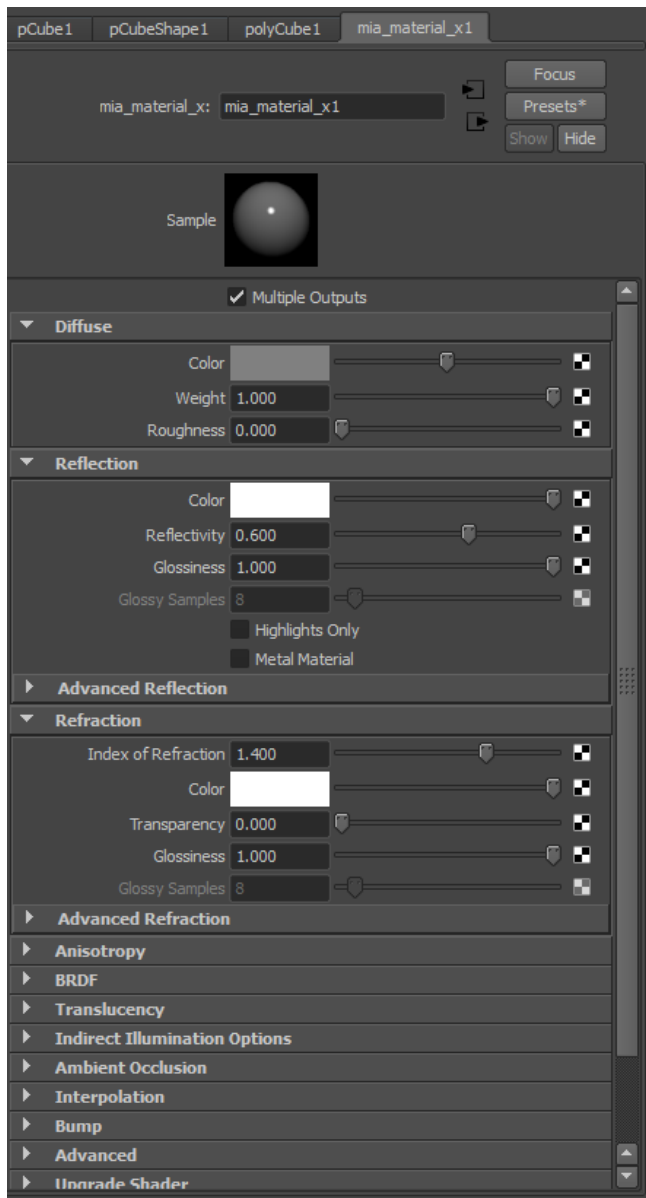 pCube1 pCubeShape1 polyCube1 mia_material_x1
Focus
mia_material_x: mia_material_x1 Presets*
Show Hide
Sample
Multiple Outputs
Diffuse
Color
Weight 1.000
Roughness 0.000
Reflection
Color
Reflectivity 0.600
Glossiness 1.000
Glossy Samples 8
Highlights Only
Metal Material
Advanced Reflection
Refraction
Index of Refraction 1.400
Color
Transparency 0.000
Glossiness 1.000
Glossy Samples 8
Advanced Refraction
Anisotropy
BRDF
Translucency
Indirect Illumination Options
Ambient Occlusion
Interpolation
Bump
Advanced
Upgrade Shader